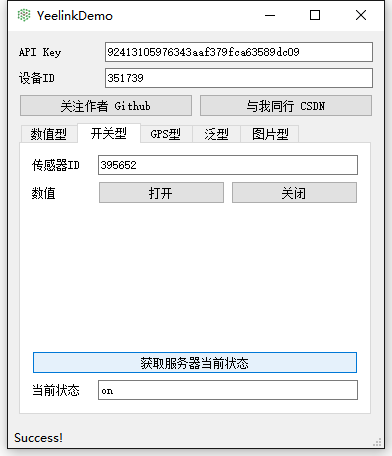 YeelinkDemo
API Key 92413105976343aaf379fca63589dc09
设备ID 351739
关注作者 Github 与我同行 CSDN
数值型 开关型 GPS型 泛型 图片型
传感器ID 395652
数值 打开 关闭
获取服务器当前状态
当前状态 on
Success!